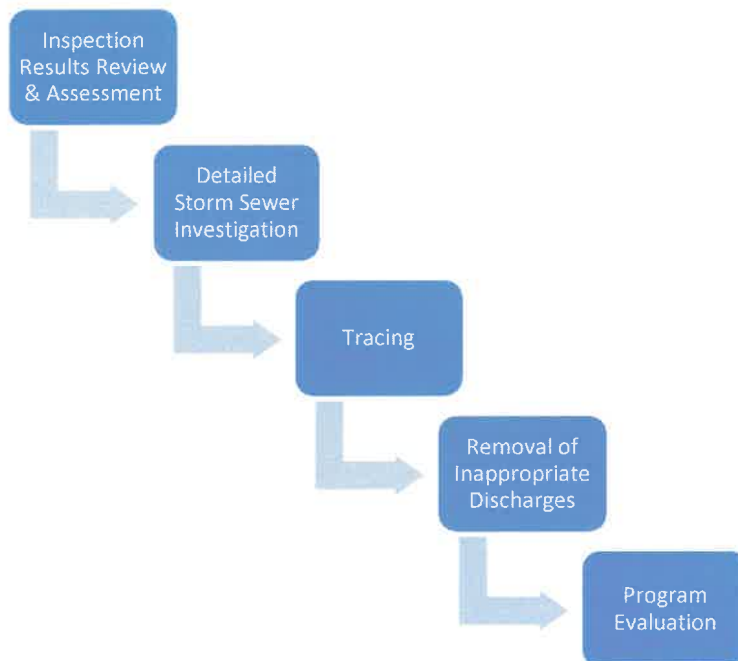 Inspection
Results Review
& Assessment
Detailed
Storm Sewer
Investigation
Tracing
Removal of
Inappropriate
Discharges
Program
Evaluation